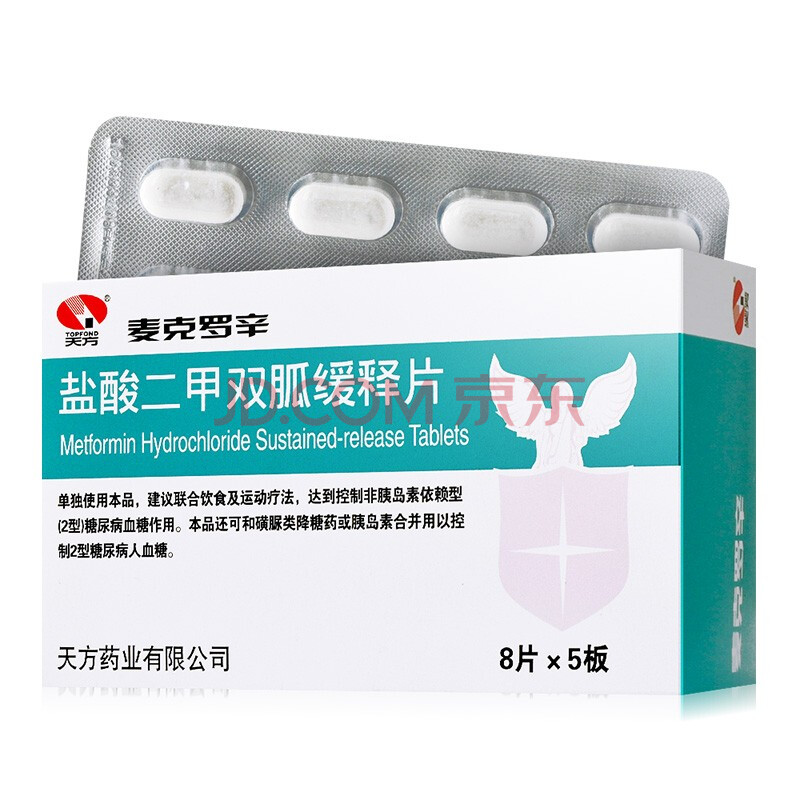 TOPFOND
天方
®
麦克罗辛
盐酸二甲双胍缓释片
JD.COM 京东
Metformin Hydrochloride Sustained-release Tablets
单独使用本品，建议联合饮食及运动疗法，达到控制非胰岛素依赖型
(2型)糖尿病血糖作用。本品还可和磺脲类降糖药或胰岛素合并用以控
制2型糖尿病人血糖。
天方药业有限公司
8片×5板